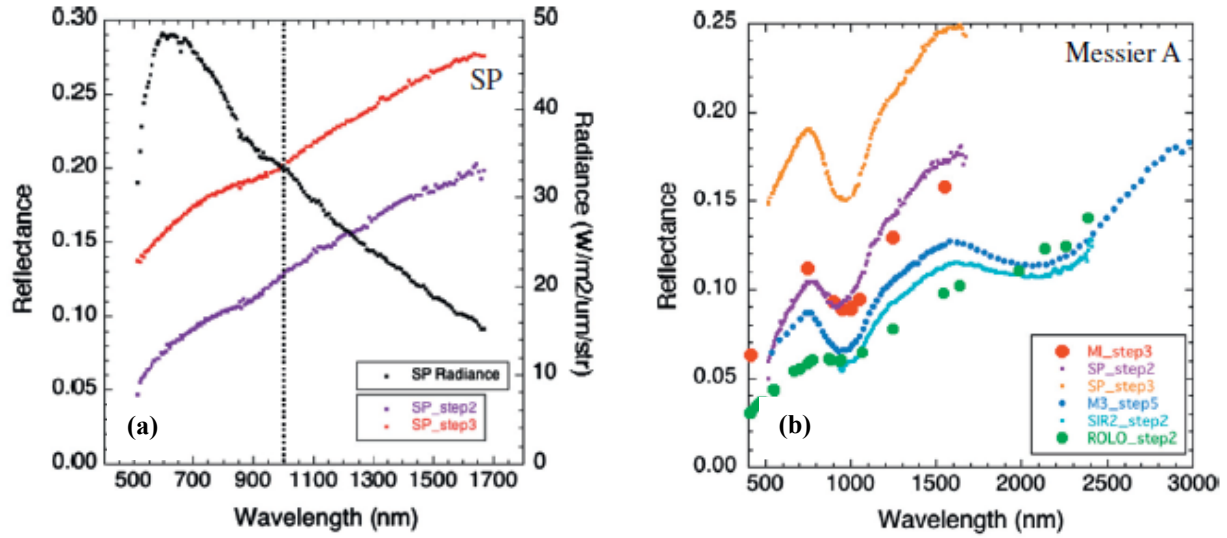 0.30
0.25
0.20
0.15
0.10
0.05
0.00
Reflectance
50
40
30
20
10
0
Radiance (W/m2/um/str)
SP
SP Radiance
SP_step2
SP_step3
(a)
500 700 900 1100 1300 1500 1700
Wavelength (nm)
0.25
0.20
0.15
0.10
0.05
0.00
Reflectance
Messier A
MI_step3
SP_step2
SP_step3
M3_step5
SIR2_step2
ROLO_step2
(b)
500 1000 1500 2000 2500 3000
Wavelength (nm)